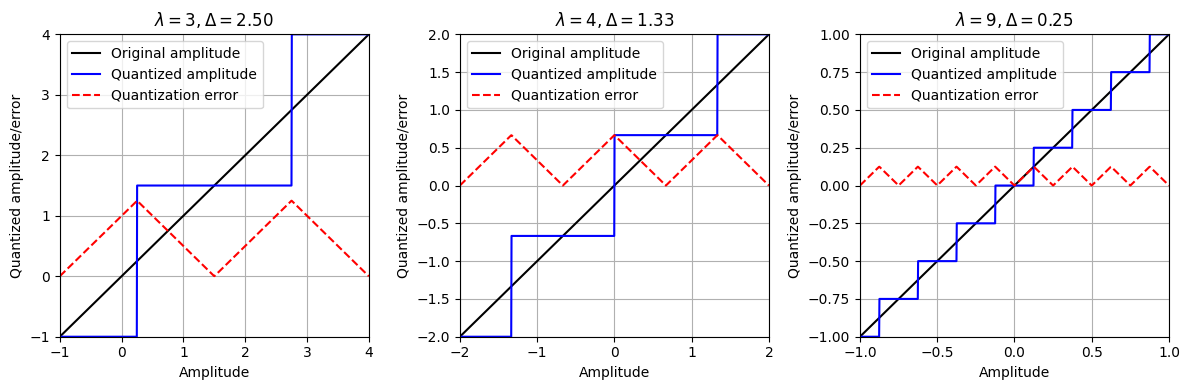 λ = 3, Δ = 2.50
Original amplitude
Quantized amplitude
Quantization error
4
3
2
1
0
−1
−1
0
1
2
3
4
Quantized amplitude/error
Amplitude
λ = 4, Δ = 1.33
Original amplitude
Quantized amplitude
Quantization error
2.0
1.5
1.0
0.5
0.0
−0.5
−1.0
−1.5
−2.0
−2
−1
0
1
2
Quantized amplitude/error
Amplitude
λ = 9, Δ = 0.25
Original amplitude
Quantized amplitude
Quantization error
1.00
0.75
0.50
0.25
0.00
−0.25
−0.50
−0.75
−1.00
−1.0
−0.5
0.0
0.5
1.0
Quantized amplitude/error
Amplitude